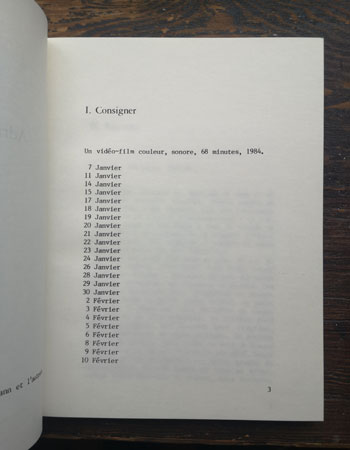 I. Consigner
Un vidéo-film couleur, sonore, 68 minutes, 1984.
7 Janvier
11 Janvier
14 Janvier
15 Janvier
17 Janvier
18 Janvier
19 Janvier
20 Janvier
21 Janvier
22 Janvier
23 Janvier
24 Janvier
26 Janvier
28 Janvier
29 Janvier
30 Janvier
2 Février
3 Février
4 Février
5 Février
6 Février
8 Février
9 Février
10 Février
3
et l'auteur